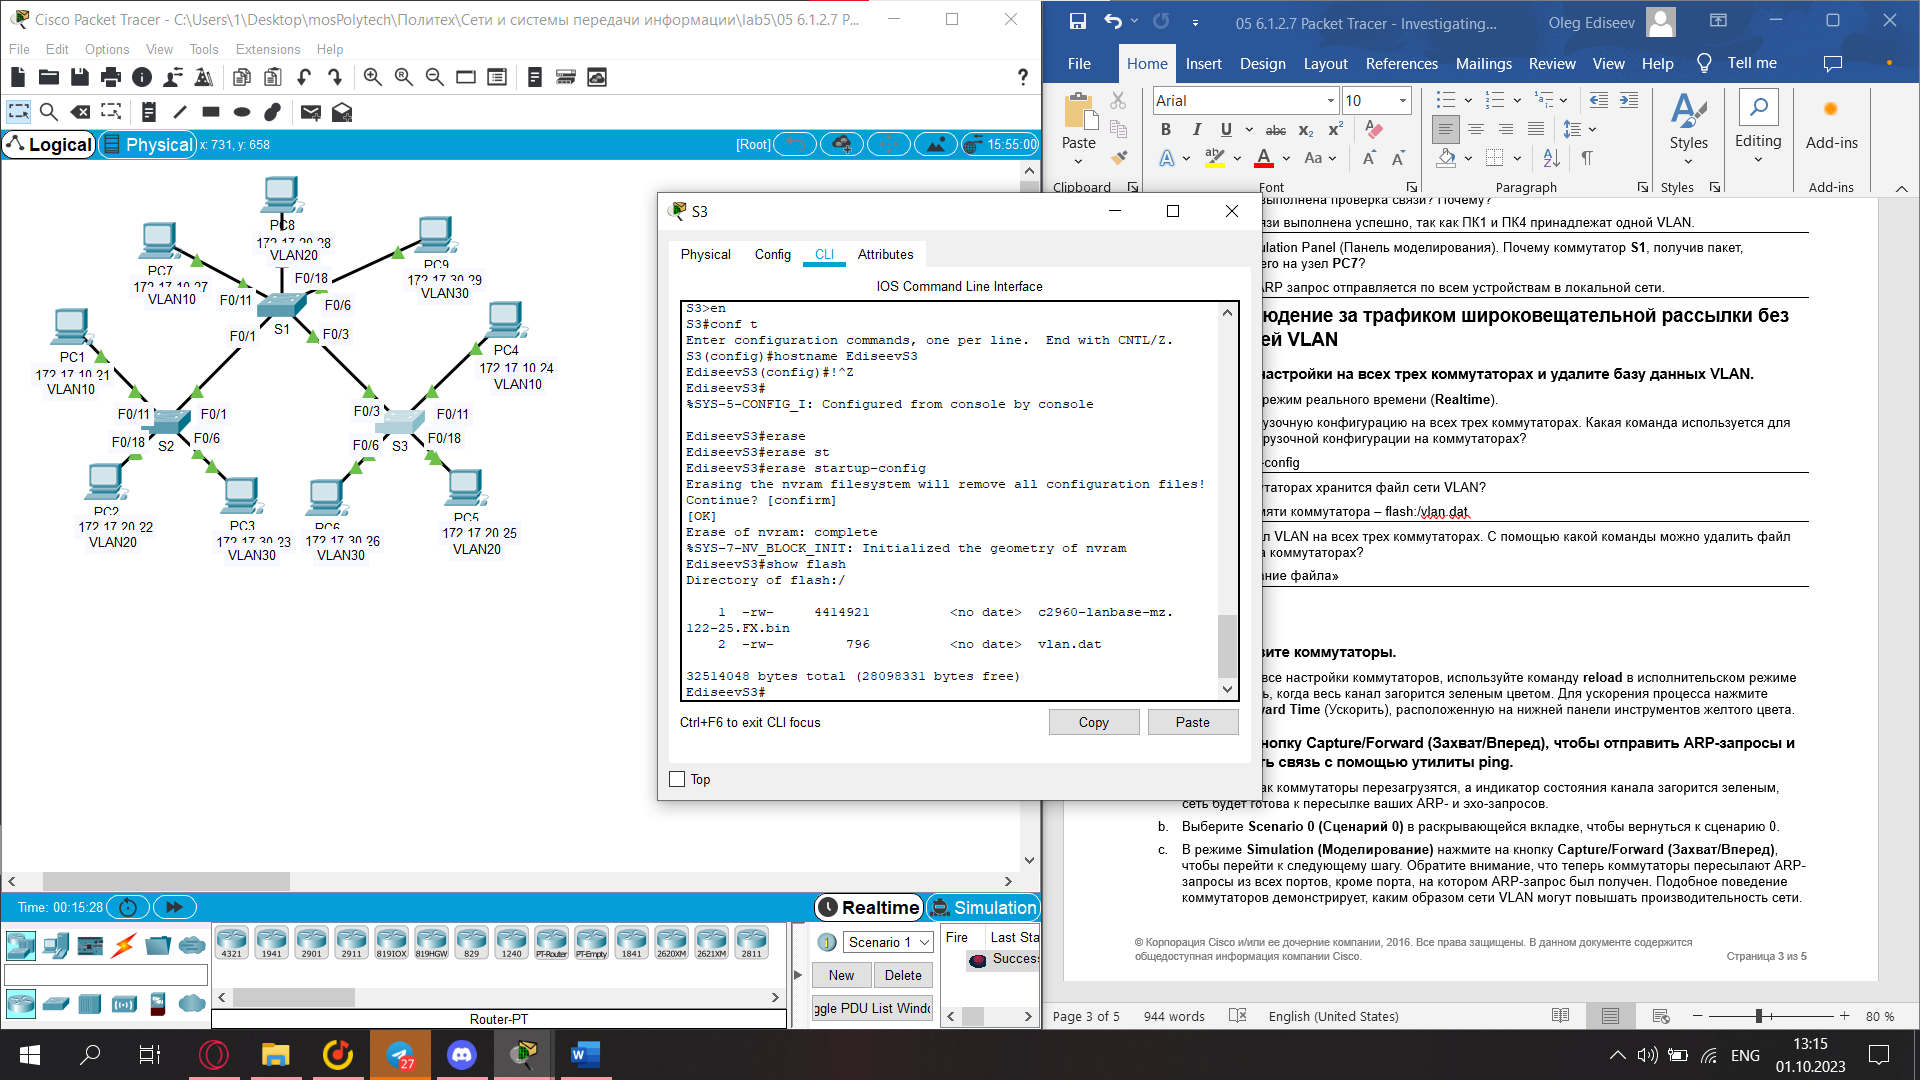 Cisco Packet Tracer - C:\Users\1\Desktop\mosPolytech\Политех\Сети и системы передачи информации\lab5\05 6.1.2.7 P...
File Edit Options View Tools Extensions Help
?
Logical
Physical
x: 731, y: 658
[Root]
15:55:00
PC8
172.17.20.28
VLAN20
PC7
172.17.10.27
VLAN10
PC9
172.17.30.29
VLAN30
F0/11
F0/18
F0/6
S1
F0/1
F0/3
PC1
172.17.10.21
VLAN10
PC4
172.17.10.24
VLAN10
F0/11
F0/1
F0/18
F0/6
S2
F0/3
F0/11
F0/6
F0/18
S3
PC2
172.17.20.22
VLAN20
PC3
172.17.30.23
VLAN30
PC6
172.17.30.26
VLAN30
PC5
172.17.20.25
VLAN20
Time: 00:15:28
Realtime
Simulation
4321
1941
2901
2911
819IOX
819HGW
829
1240
PT-Router
PT-Empty
1841
2620XM
2621XM
2811
Router-PT
Scenario 1
New
Delete
ggle PDU List Windo
Fire Last Sta
Success
S3
Physical Config CLI Attributes
IOS Command Line Interface
S3>en
S3#conf t
Enter configuration commands, one per line. End with CNTL/Z.
S3(config)#hostname EdiseevS3
EdiseevS3(config)#!^Z
EdiseevS3#
%SYS-5-CONFIG_I: Configured from console by console
EdiseevS3#erase
EdiseevS3#erase st
EdiseevS3#erase startup-config
Erasing the nvram filesystem will remove all configuration files!
Continue? [confirm]
[OK]
Erase of nvram: complete
%SYS-7-NV_BLOCK_INIT: Initialized the geometry of nvram
EdiseevS3#show flash
Directory of flash:/
1 -rw- 4414921 <no date> c2960-lanbase-mz.
122-25.FX.bin
2 -rw- 796 <no date> vlan.dat
32514048 bytes total (28098331 bytes free)
EdiseevS3#
Ctrl+F6 to exit CLI focus
Copy
Paste
Top
05 6.1.2.7 Packet Tracer - Investigating...
Oleg Ediseev
File Home Insert Design Layout References Mailings Review View Help Tell me
Paste
Clipboard
Arial
10
Font
Paragraph
Styles
Styles
Editing
Add-ins
Add-ins
выполнена проверка связи? Почему?
язи выполнена успешно, так как ПК1 и ПК4 принадлежат одной VLAN.
ulation Panel (Панель моделирования). Почему коммутатор S1, получив пакет,
его на узел PC7?
ARP запрос отправляется по всем устройствам в локальной сети.
юдение за трафиком широковещательной рассылки без
ей VLAN
настройки на всех трех коммутаторах и удалите базу данных VLAN.
режим реального времени (Realtime).
рузочную конфигурацию на всех трех коммутаторах. Какая команда используется для
грузочной конфигурации на коммутаторах?
-config
утаторах хранится файл сети VLAN?
мяти коммутатора – flash:/vlan.dat
л VLAN на всех трех коммутаторах. С помощью какой команды можно удалить файл
а коммутаторах?
ание файла»
зите коммутаторы.
все настройки коммутаторов, используйте команду reload в исполнительском режиме
ь, когда весь канал загорится зеленым цветом. Для ускорения процесса нажмите
vard Time (Ускорить), расположенную на нижней панели инструментов желтого цвета.
нопку Capture/Forward (Захват/Вперед), чтобы отправить ARP-запросы и
ть связь с помощью утилиты ping.
ак коммутаторы перезагрузятся, а индикатор состояния канала загорится зеленым,
сеть будет готова к пересылке ваших ARP- и эхо-запросов.
b. Выберите Scenario 0 (Сценарий 0) в раскрывающейся вкладке, чтобы вернуться к сценарию 0.
c. В режиме Simulation (Моделирование) нажмите на кнопку Capture/Forward (Захват/Вперед),
чтобы перейти к следующему шагу. Обратите внимание, что теперь коммутаторы пересылают ARP-
запросы из всех портов, кроме порта, на котором ARP-запрос был получен. Подобное поведение
коммутаторов демонстрирует, каким образом сети VLAN могут повышать производительность сети.
© Корпорация Cisco и/или ее дочерние компании, 2016. Все права защищены. В данном документе содержится
общедоступная информация компании Cisco.
Страница 3 из 5
Page 3 of 5
944 words
English (United States)
80 %
27
ENG
13:15
01.10.2023